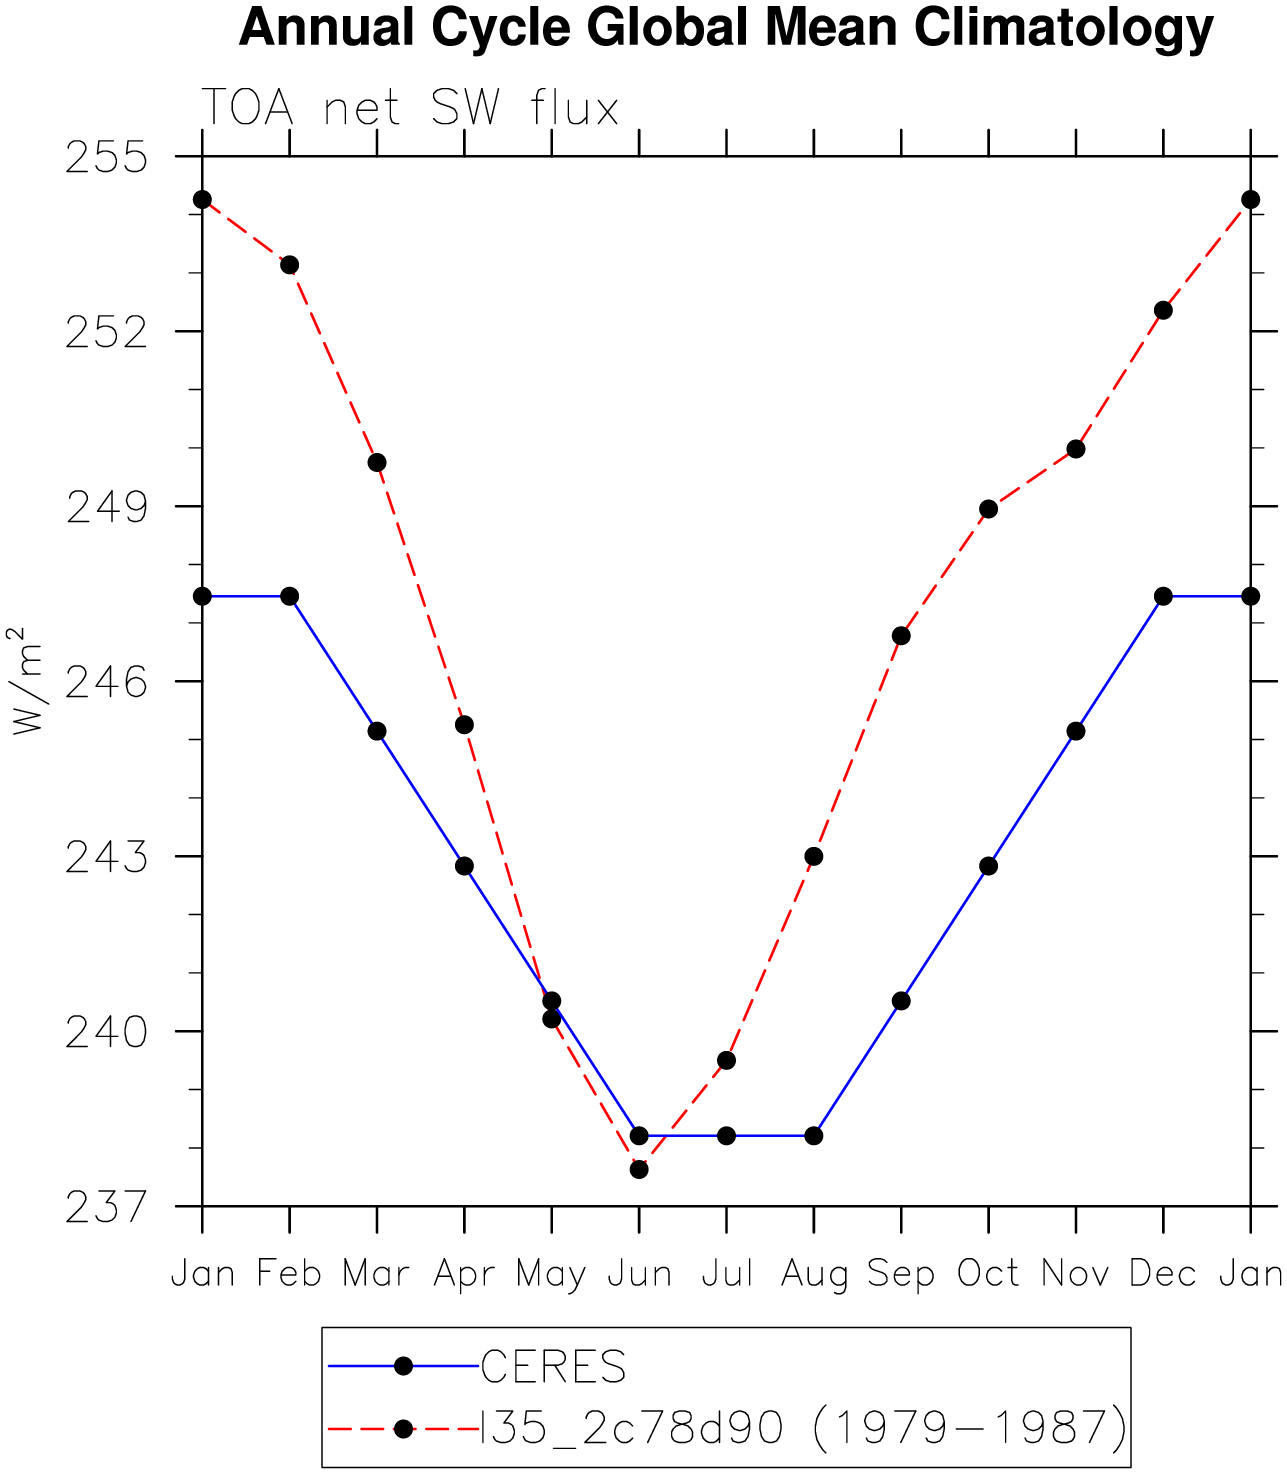 Annual Cycle Global Mean Climatology
TOA net SW flux
255
252
249
246
243
240
237
W/m²
Jan Feb Mar Apr May Jun Jul Aug Sep Oct Nov Dec Jan
CERES
I35_2c78d90 (1979-1987)